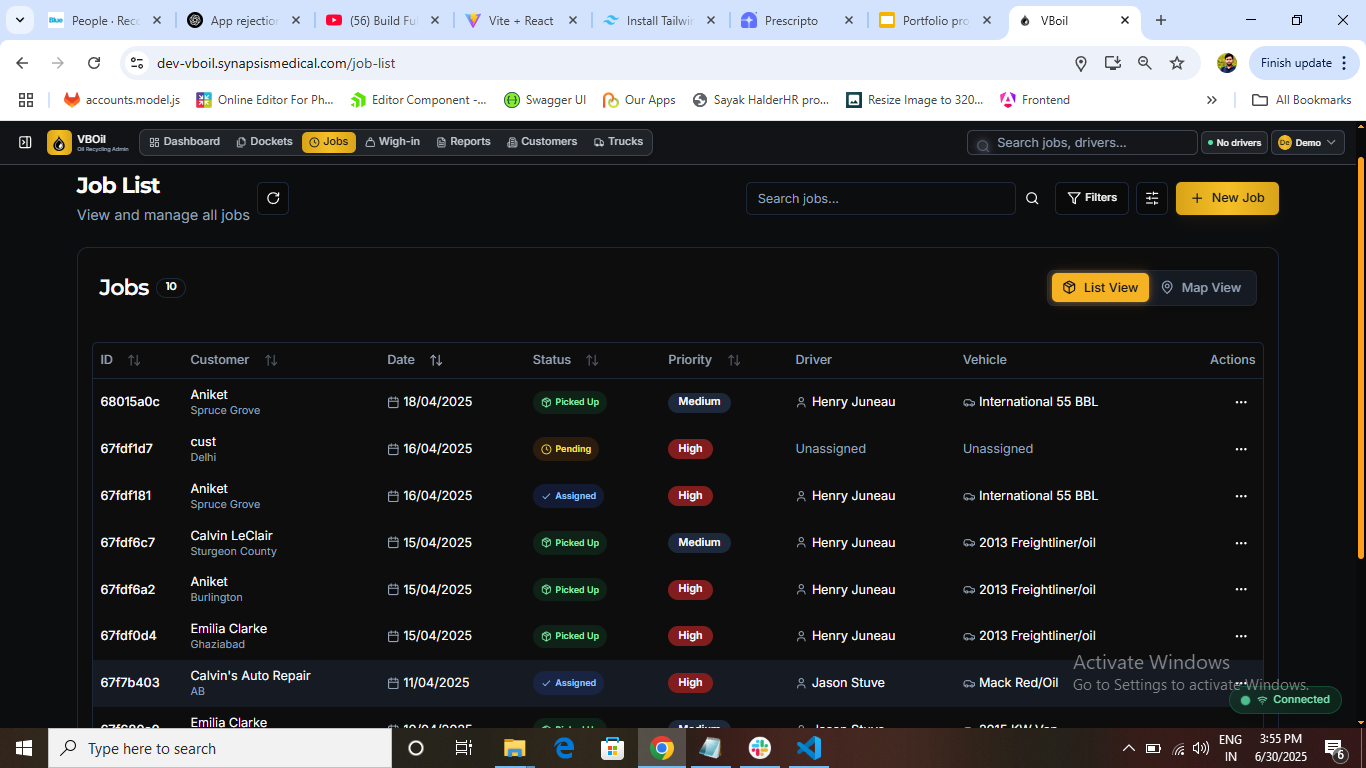 People · Rec
App rejection
(56) Build Fu
Vite + React
Install Tailwi
Prescripto
Portfolio pro
VBoil
dev-vboil.synapsismedical.com/job-list
Finish update
accounts.model.js
Online Editor For Ph...
Editor Component -...
Swagger UI
Our Apps
Sayak HalderHR pro...
Resize Image to 320...
Frontend
All Bookmarks
VBOil
Oil Recycling Admin
Dashboard
Dockets
Jobs
Wigh-in
Reports
Customers
Trucks
Search jobs, drivers...
No drivers
De Demo
Job List
View and manage all jobs
Search jobs...
Filters
+ New Job
Jobs 10
List View
Map View
ID Customer Date Status Priority Driver Vehicle Actions
68015a0c Aniket 18/04/2025 Picked Up Medium Henry Juneau International 55 BBL ...
Spruce Grove
67fdf1d7 cust 16/04/2025 Pending High Unassigned Unassigned ...
Delhi
67fdf181 Aniket 16/04/2025 Assigned High Henry Juneau International 55 BBL ...
Spruce Grove
67fdf6c7 Calvin LeClair 15/04/2025 Picked Up Medium Henry Juneau 2013 Freightliner/oil ...
Sturgeon County
67fdf6a2 Aniket 15/04/2025 Picked Up High Henry Juneau 2013 Freightliner/oil ...
Burlington
67fdf0d4 Emilia Clarke 15/04/2025 Picked Up High Henry Juneau 2013 Freightliner/oil ...
Ghaziabad
67f7b403 Calvin's Auto Repair 11/04/2025 Assigned High Jason Stuve Mack Red/Oil
AB
Emilia Clarke
Activate Windows
Go to Settings to activate Windows.
Connected
Type here to search
ENG
IN
3:55 PM
6/30/2025
6